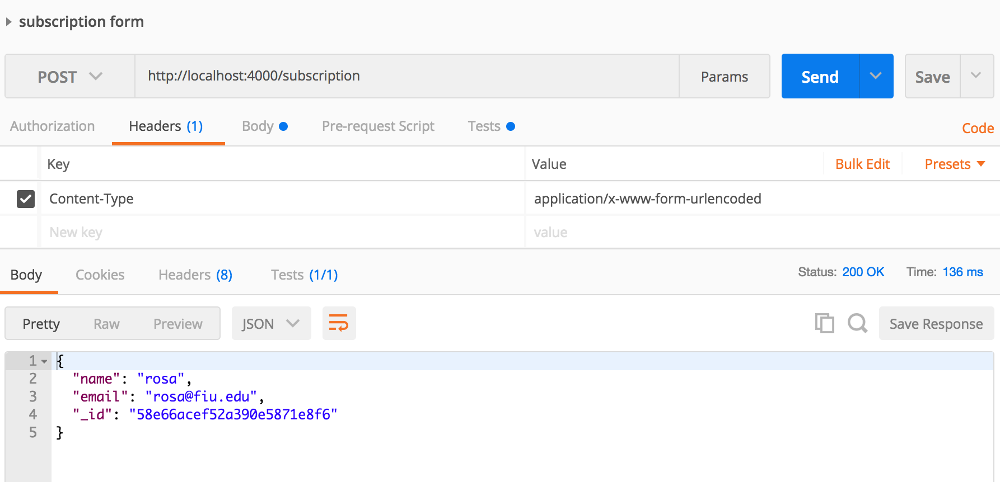 subscription form
POST http://localhost:4000/subscription Params Send Save
Authorization Headers (1) Body Pre-request Script Tests Code
Key Value Bulk Edit Presets
Content-Type application/x-www-form-urlencoded
New key value
Body Cookies Headers (8) Tests (1/1) Status: 200 OK Time: 136 ms
Pretty Raw Preview JSON Save Response
1 {
2 "name": "rosa",
3 "email": "rosa@fiu.edu",
4 "_id": "58e66acef52a390e5871e8f6"
5 }